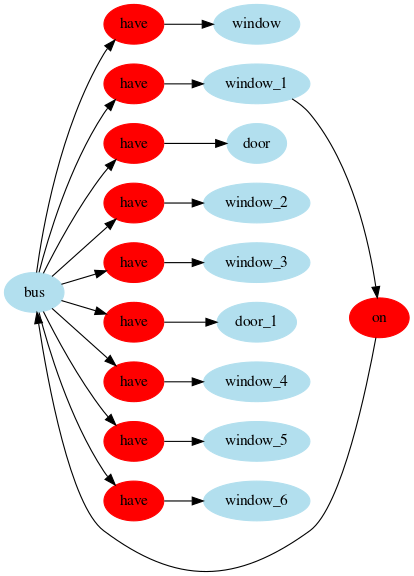 have window
have window_1
have door
have window_2
have window_3
bus
have door_1
on
have window_4
have window_5
have window_6